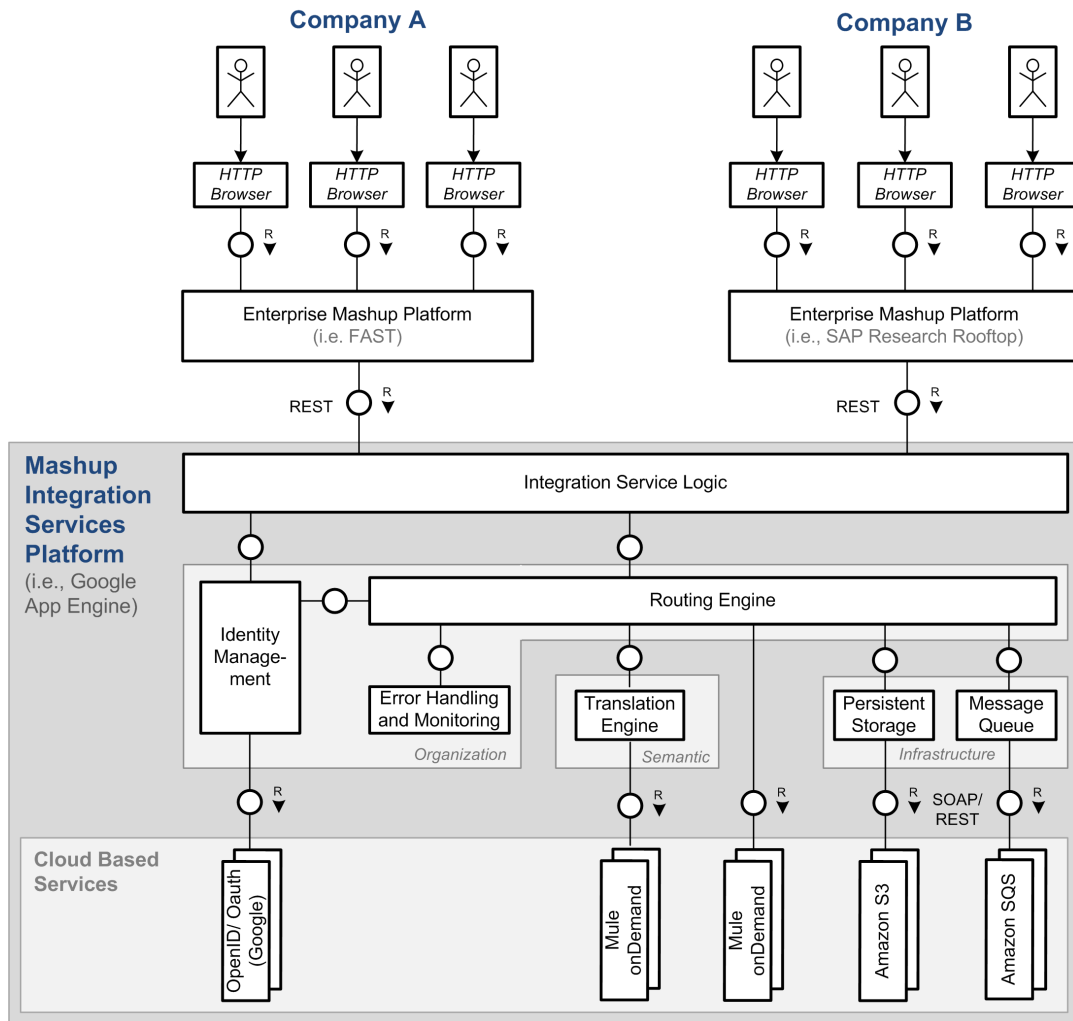 Company A
Company B
HTTP
Browser
HTTP
Browser
HTTP
Browser
HTTP
Browser
HTTP
Browser
HTTP
Browser
R
R
R
R
R
R
Enterprise Mashup Platform
(i.e. FAST)
Enterprise Mashup Platform
(i.e., SAP Research Rooftop)
REST
R
REST
R
Mashup
Integration
Services
Platform
(i.e., Google
App Engine)
Integration Service Logic
Routing Engine
Identity
Manage-
ment
Error Handling
and Monitoring
Organization
Translation
Engine
Semantic
Persistent
Storage
Message
Queue
Infrastructure
R
R
R
R
SOAP/
REST
R
Cloud Based
Services
OpenID/ Oauth
(Google)
Mule
onDemand
Mule
onDemand
Amazon S3
Amazon SQS